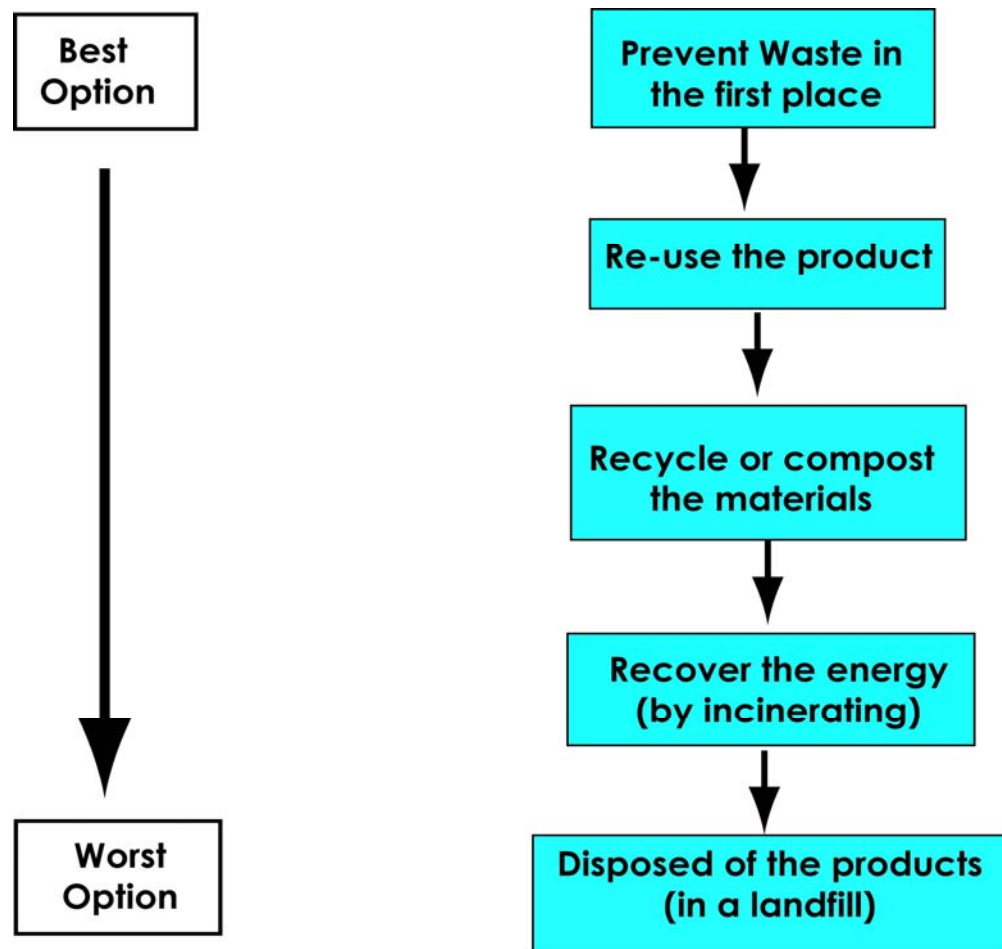 Best
Option
Prevent Waste in
the first place
Re-use the product
Recycle or compost
the materials
Recover the energy
(by incinerating)
Worst
Option
Disposed of the products
(in a landfill)